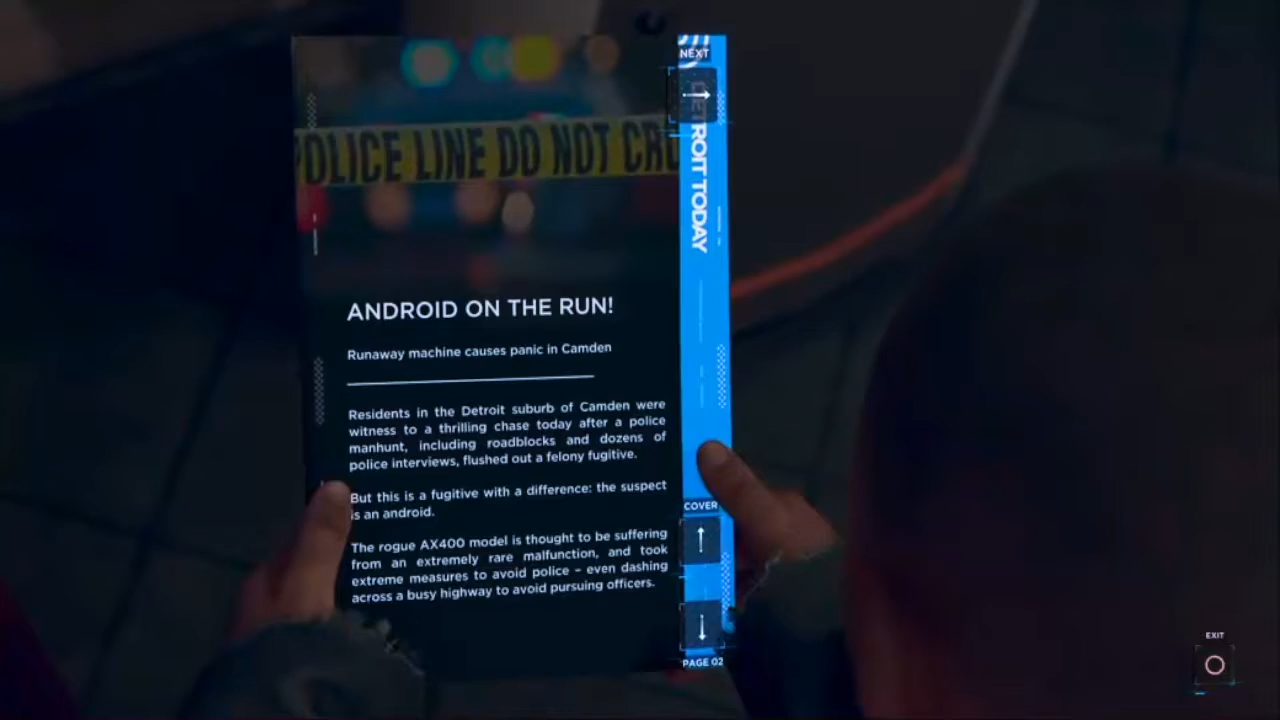 NEXT
DETROIT TODAY
POLICE LINE DO NOT CRO
ANDROID ON THE RUN!
Runaway machine causes panic in Camden
Residents in the Detroit suburb of Camden were
witness to a thrilling chase today after a police
manhunt, including roadblocks and dozens of
police interviews, flushed out a felony fugitive.
But this is a fugitive with a difference: the suspect
is an android.
The rogue AX400 model is thought to be suffering
from an extremely rare malfunction, and took
extreme measures to avoid police – even dashing
across a busy highway to avoid pursuing officers.
COVER
PAGE 02
EXIT